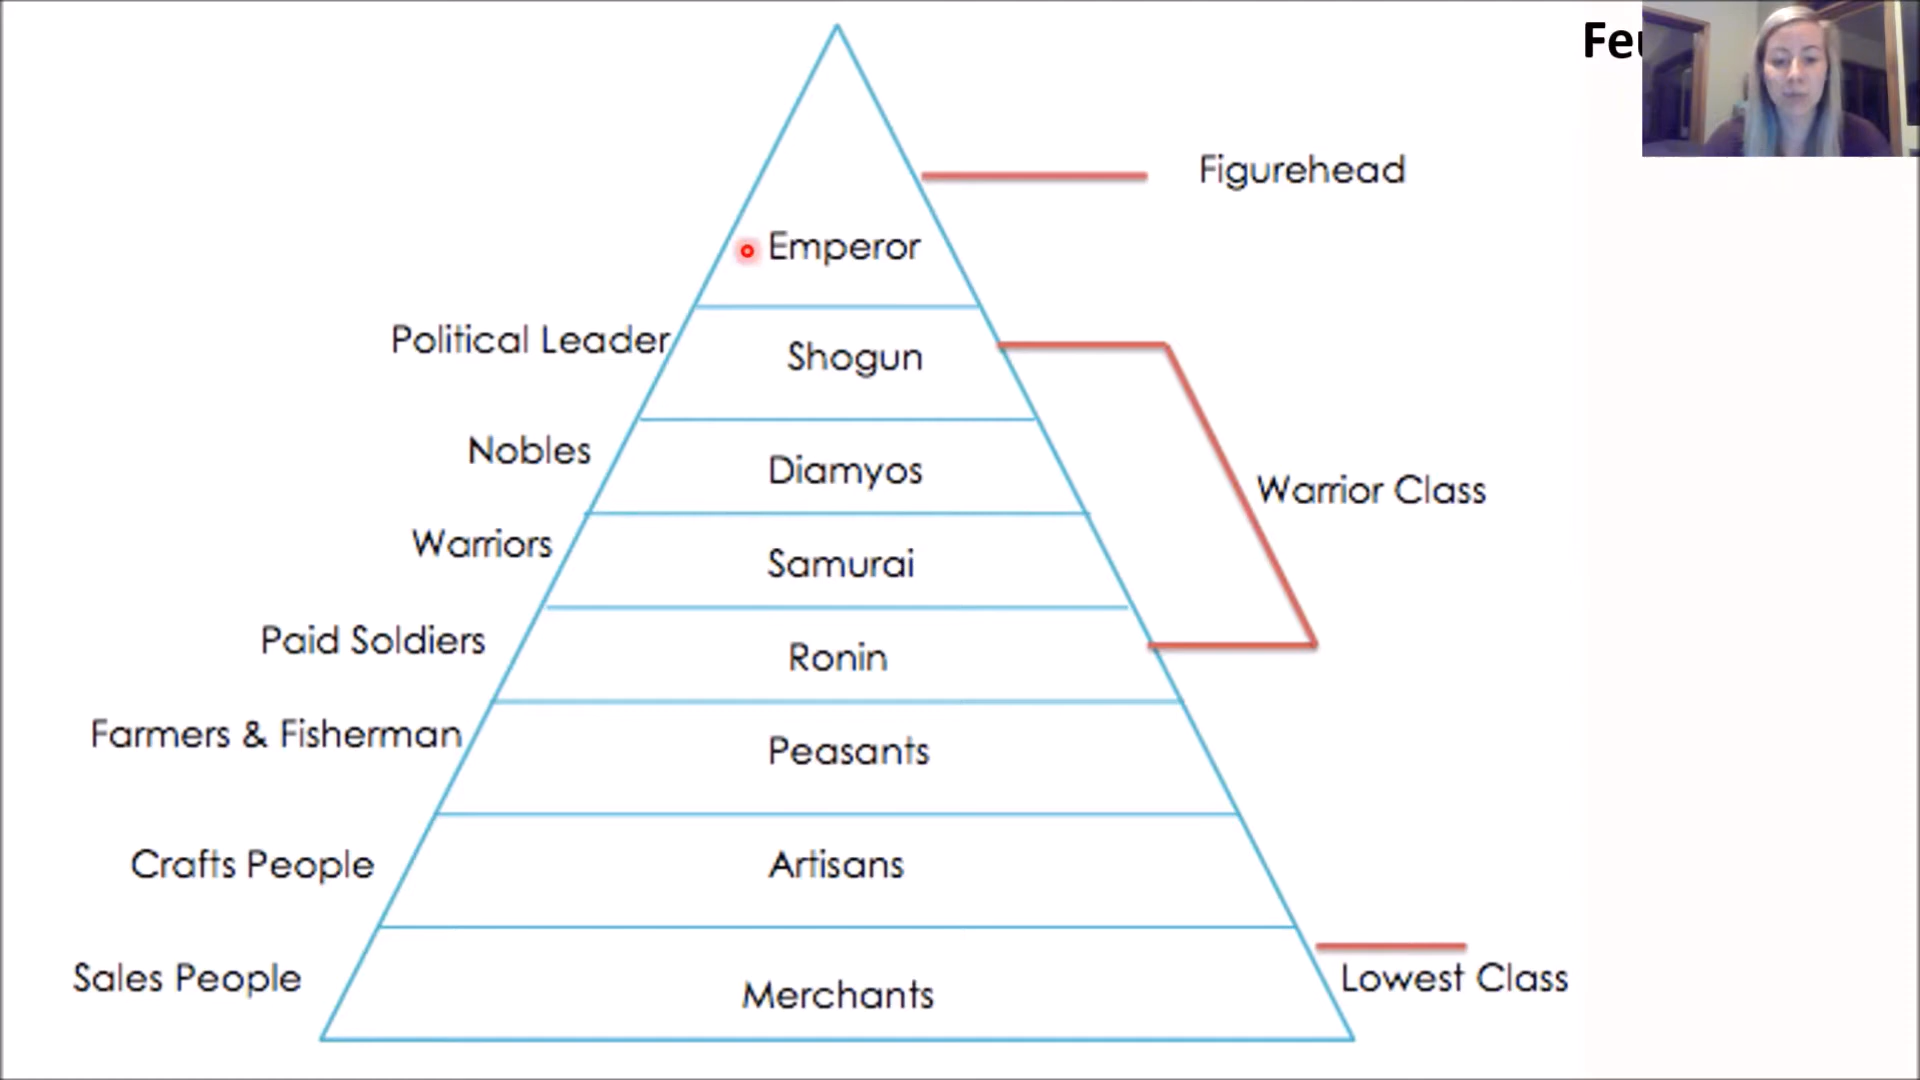 Figurehead
Emperor
Political Leader
Shogun
Nobles
Diamyos
Warrior Class
Warriors
Samurai
Paid Soldiers
Ronin
Farmers & Fisherman
Peasants
Crafts People
Artisans
Sales People
Merchants
Lowest Class